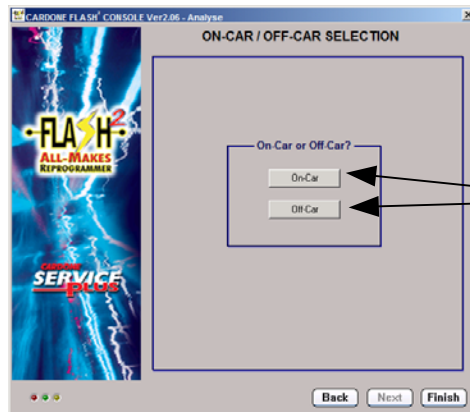 CARDONE FLASH² CONSOLE Ver2.06 - Analyse
ON-CAR / OFF-CAR SELECTION
FLASH2
ALL-MAKES
REPROGRAMMER
On-Car or Off-Car?
On-Car
Off-Car
CARDONE
SERVICE
plus
Back
Next
Finish